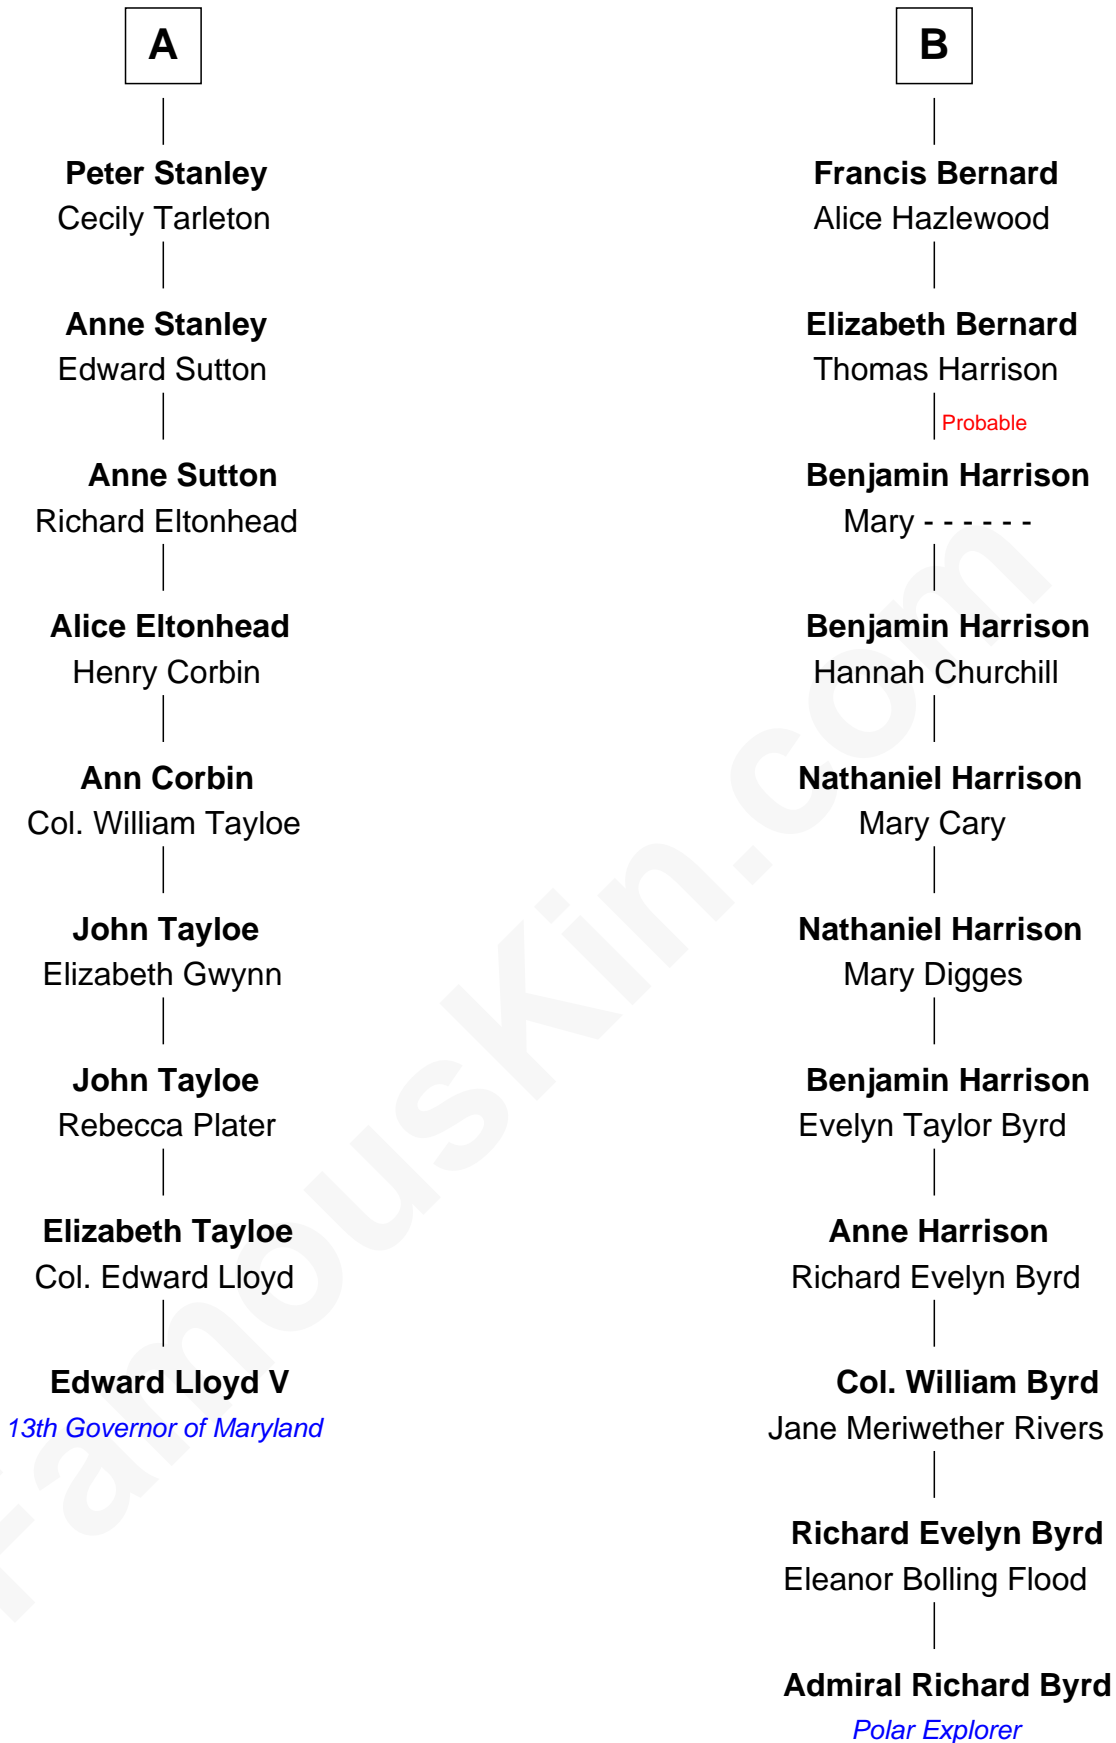 A
Peter Stanley
Cecily Tarleton
Anne Stanley
Edward Sutton
Anne Sutton
Richard Eltonhead
Alice Eltonhead
Henry Corbin
Ann Corbin
Col. William Tayloe
John Tayloe
Elizabeth Gwynn
John Tayloe
Rebecca Plater
Elizabeth Tayloe
Col. Edward Lloyd
Edward Lloyd V
13th Governor of Maryland
B
Francis Bernard
Alice Hazlewood
Elizabeth Bernard
Thomas Harrison
Probable
Benjamin Harrison
Mary - - - - - -
Benjamin Harrison
Hannah Churchill
Nathaniel Harrison
Mary Cary
Nathaniel Harrison
Mary Digges
Benjamin Harrison
Evelyn Taylor Byrd
Anne Harrison
Richard Evelyn Byrd
Col. William Byrd
Jane Meriwether Rivers
Richard Evelyn Byrd
Eleanor Bolling Flood
Admiral Richard Byrd
Polar Explorer
FamousKin.com